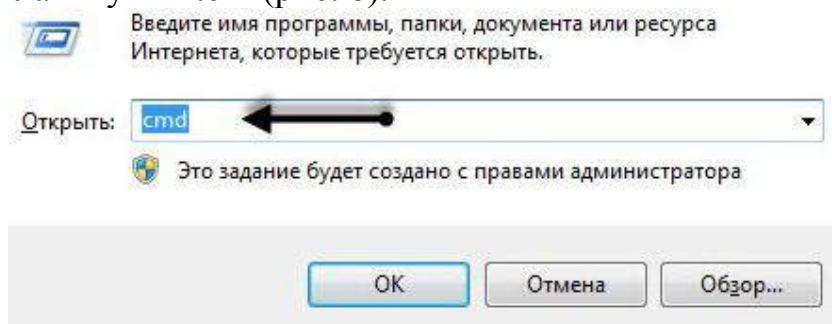 Введите имя программы, папки, документа или ресурса
Интернета, которые требуется открыть.
Открыть: cmd
Это задание будет создано с правами администратора
ОК Отмена Обзор...